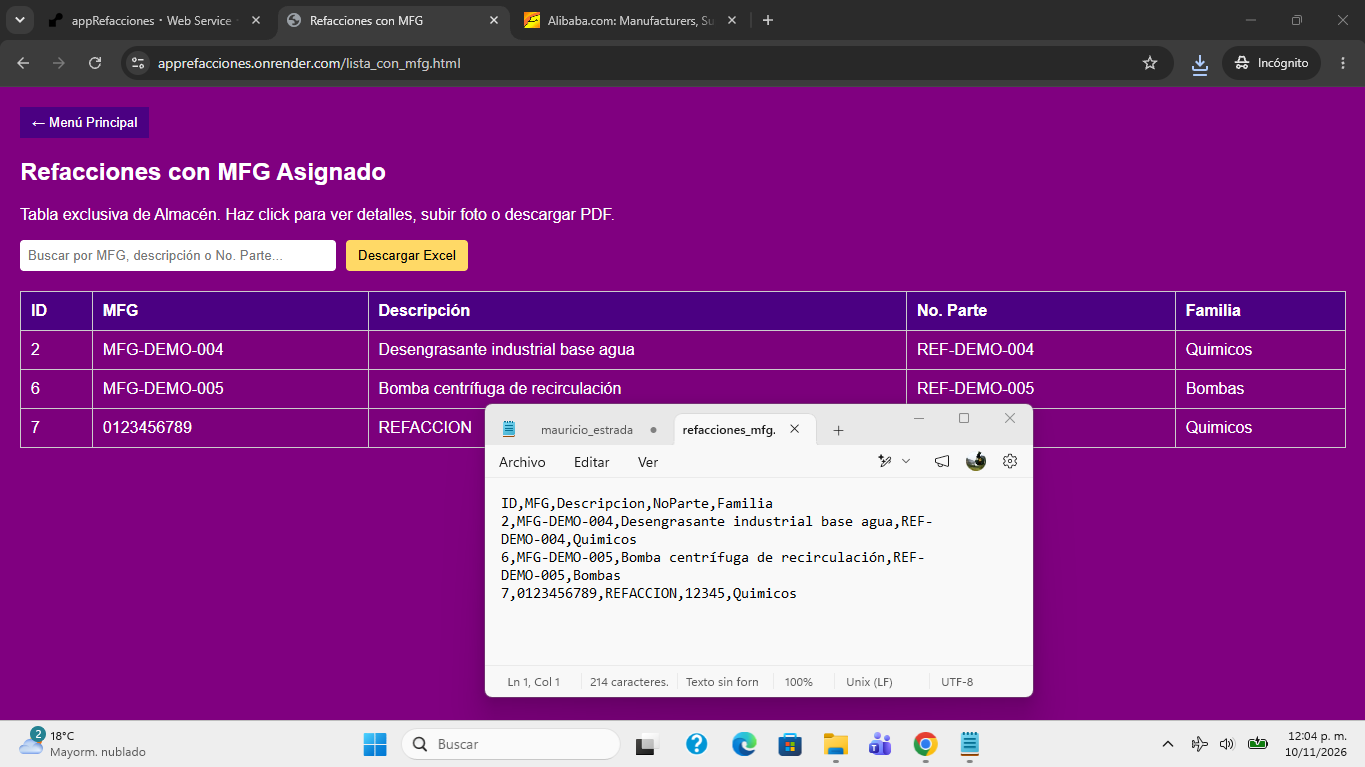 appRefacciones · Web Service
Refacciones con MFG
Alibaba.com: Manufacturers, Su
apprefacciones.onrender.com/lista_con_mfg.html
Incógnito
← Menú Principal
Refacciones con MFG Asignado
Tabla exclusiva de Almacén. Haz click para ver detalles, subir foto o descargar PDF.
Buscar por MFG, descripción o No. Parte...
Descargar Excel
ID MFG Descripción No. Parte Familia
2 MFG-DEMO-004 Desengrasante industrial base agua REF-DEMO-004 Quimicos
6 MFG-DEMO-005 Bomba centrífuga de recirculación REF-DEMO-005 Bombas
7 0123456789 REFACCION Quimicos
mauricio_estrada
refacciones_mfg.
Archivo Editar Ver
ID,MFG,Descripcion,NoParte,Familia
2,MFG-DEMO-004,Desengrasante industrial base agua,REF-
DEMO-004,Quimicos
6,MFG-DEMO-005,Bomba centrífuga de recirculación,REF-
DEMO-005,Bombas
7,0123456789,REFACCION,12345,Quimicos
Ln 1, Col 1 214 caracteres. Texto sin forn 100% Unix (LF) UTF-8
2
18°C
Mayorm. nublado
Buscar
12:04 p. m.
10/11/2026